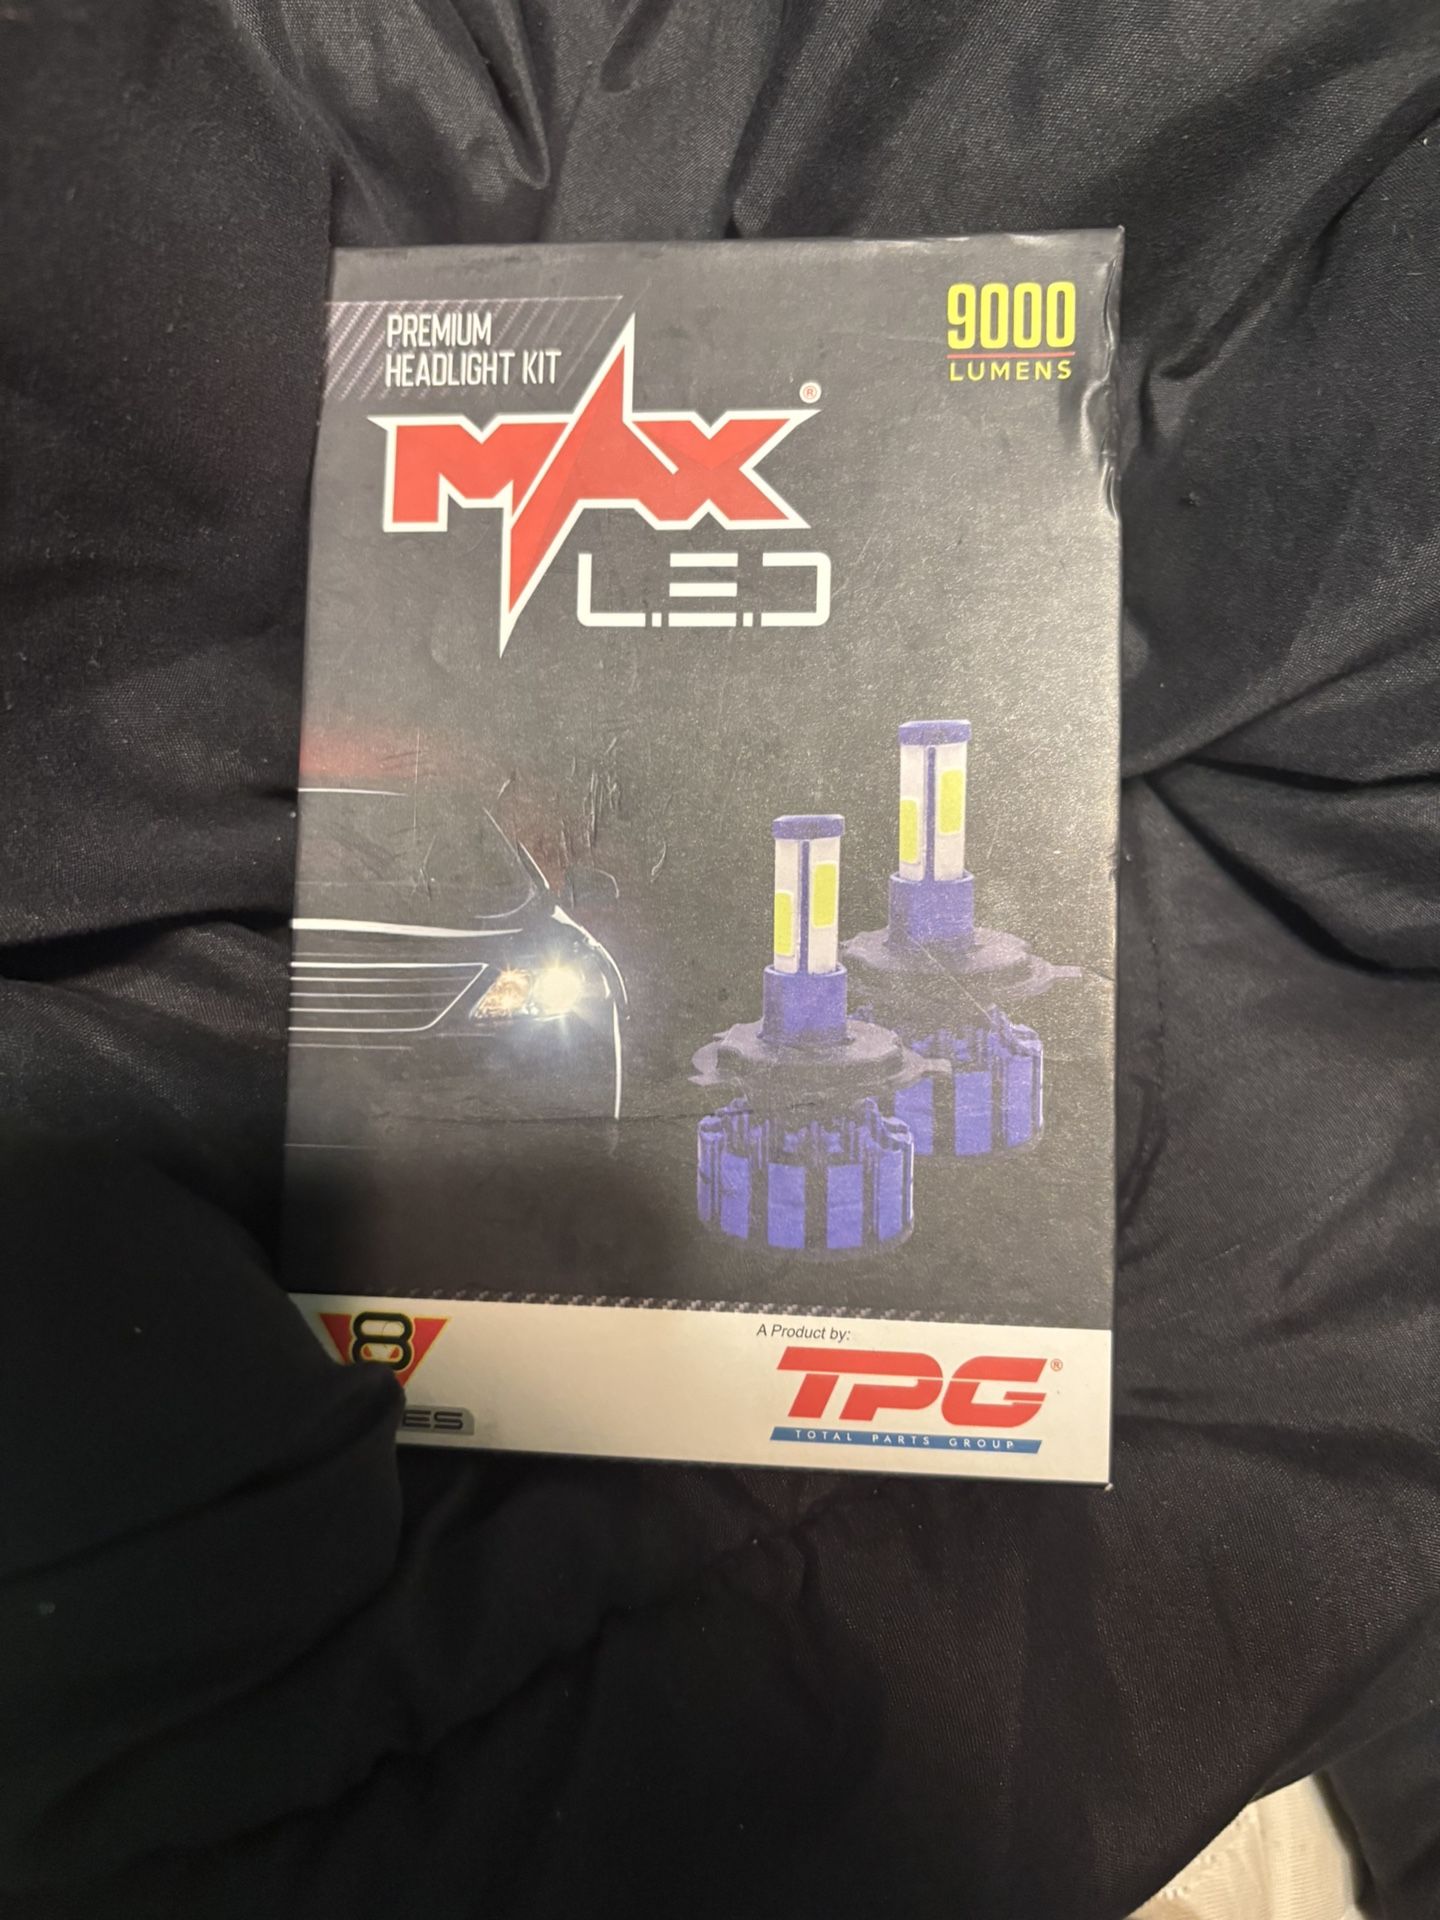 PREMIUM
HEADLIGHT KIT
9000
LUMENS
MAX®
L.E.D
8
A Product by:
TPG®
TOTAL PARTS GROUP